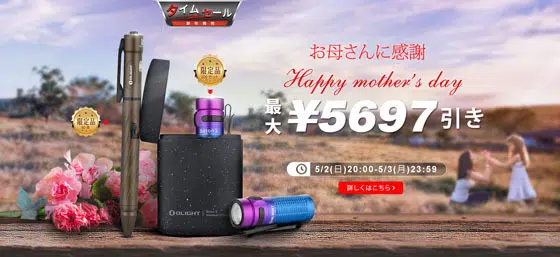 タイムセール
お母さんに感謝
Happy mother's day
限定品
最大¥5697引き
限定品
5/2(日)20:00-5/3(月)23:59
詳しくはこちら
OLIGHT